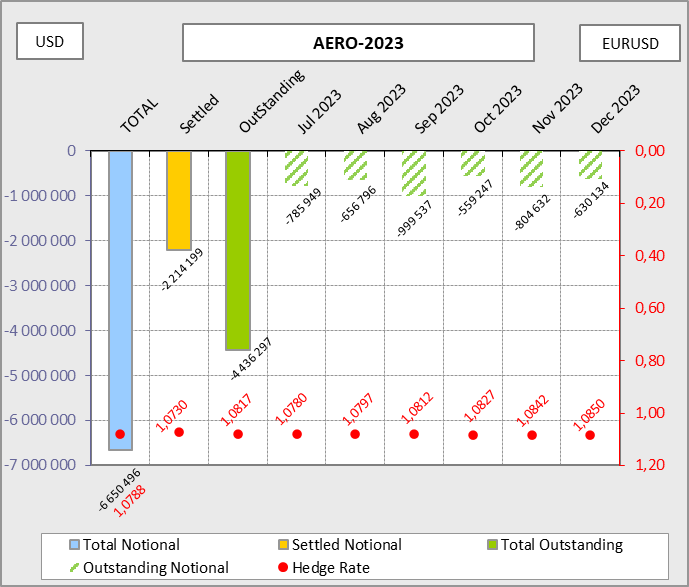 USD
AERO-2023
EURUSD
TOTAL
Settled
OutStanding
Jul 2023
Aug 2023
Sep 2023
Oct 2023
Nov 2023
Dec 2023
0
-1 000 000
-2 000 000
-3 000 000
-4 000 000
-5 000 000
-6 000 000
-7 000 000
0,00
0,20
0,40
0,60
0,80
1,00
1,20
-6 650 496
-2 214 199
-4 436 297
-785 949
-656 796
-999 537
-559 247
-804 632
-630 134
1,0788
1,0730
1,0817
1,0780
1,0797
1,0812
1,0827
1,0842
1,0850
Total Notional
Settled Notional
Total Outstanding
Outstanding Notional
Hedge Rate